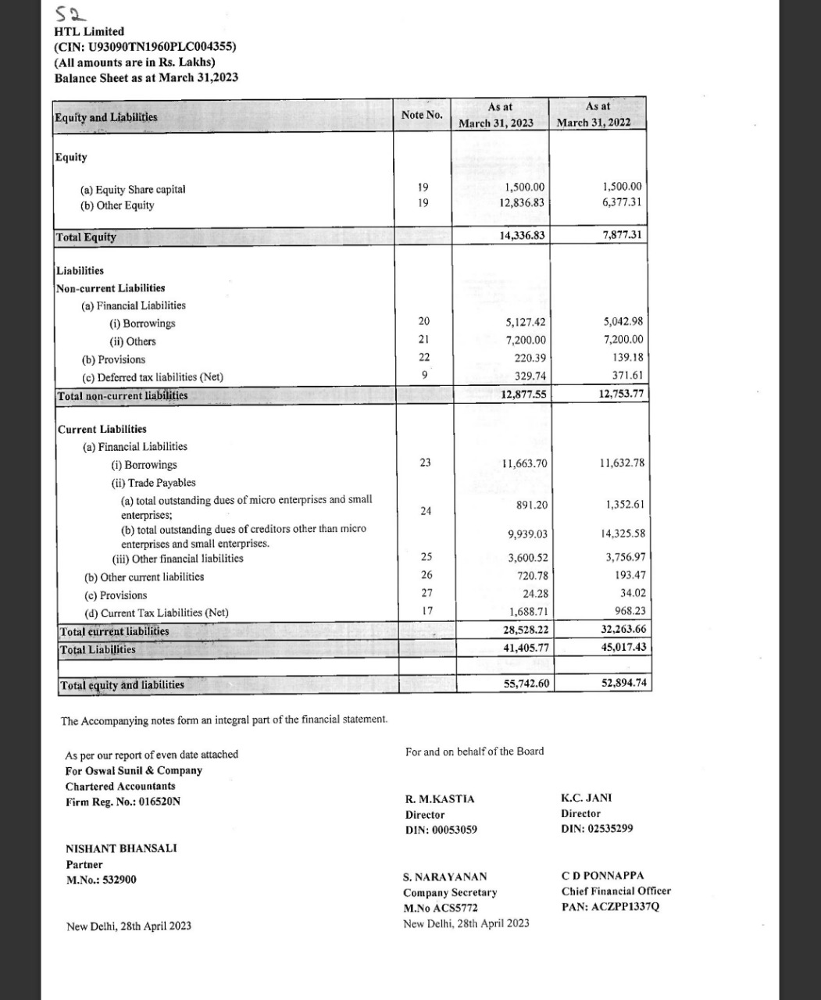 52
HTL Limited
(CIN: U93090TN1960PLC004355)
(All amounts are in Rs. Lakhs)
Balance Sheet as at March 31,2023
Equity and Liabilities Note No. As at March 31, 2023 As at March 31, 2022
Equity
(a) Equity Share capital 19 1,500.00 1,500.00
(b) Other Equity 19 12,836.83 6,377.31
Total Equity 14,336.83 7,877.31
Liabilities
Non-current Liabilities
(a) Financial Liabilities
(i) Borrowings 20 5,127.42 5,042.98
(ii) Others 21 7,200.00 7,200.00
(b) Provisions 22 220.39 139.18
(c) Deferred tax liabilities (Net) 9 329.74 371.61
Total non-current liabilities 12,877.55 12,753.77
Current Liabilities
(a) Financial Liabilities
(i) Borrowings 23 11,663.70 11,632.78
(ii) Trade Payables
(a) total outstanding dues of micro enterprises and small
enterprises; 24 891.20 1,352.61
(b) total outstanding dues of creditors other than micro
enterprises and small enterprises. 9,939.03 14,325.58
(iii) Other financial liabilities 25 3,600.52 3,756.97
(b) Other current liabilities 26 720.78 193.47
(c) Provisions 27 24.28 34.02
(d) Current Tax Liabilities (Net) 17 1,688.71 968.23
Total current liabilities 28,528.22 32,263.66
Total Liabilities 41,405.77 45,017.43
Total equity and liabilities 55,742.60 52,894.74
The Accompanying notes form an integral part of the financial statement.
As per our report of even date attached
For Oswal Sunil & Company
Chartered Accountants
Firm Reg. No.: 016520N
NISHANT BHANSALI
Partner
M.No.: 532900
New Delhi, 28th April 2023
For and on behalf of the Board
R. M.KASTIA
Director
DIN: 00053059
K.C. JANI
Director
DIN: 02535299
S. NARAYANAN
Company Secretary
M.No ACS5772
New Delhi, 28th April 2023
C D PONNAPPA
Chief Financial Officer
PAN: ACZPP1337Q